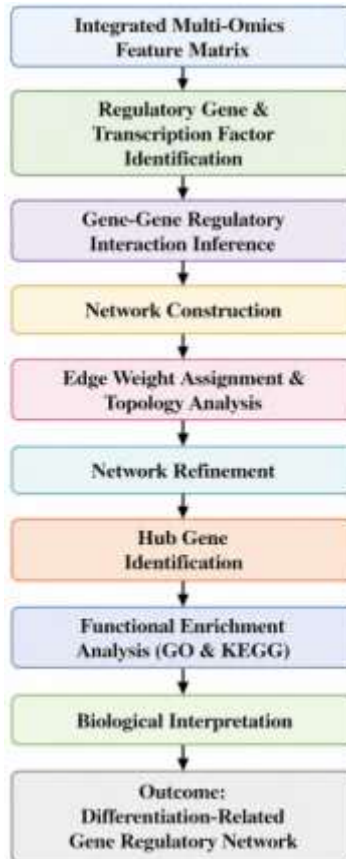 Integrated Multi-Omics
Feature Matrix
Regulatory Gene &
Transcription Factor
Identification
Gene-Gene Regulatory
Interaction Inference
Network Construction
Edge Weight Assignment &
Topology Analysis
Network Refinement
Hub Gene
Identification
Functional Enrichment
Analysis (GO & KEGG)
Biological Interpretation
Outcome:
Differentiation-Related
Gene Regulatory Network